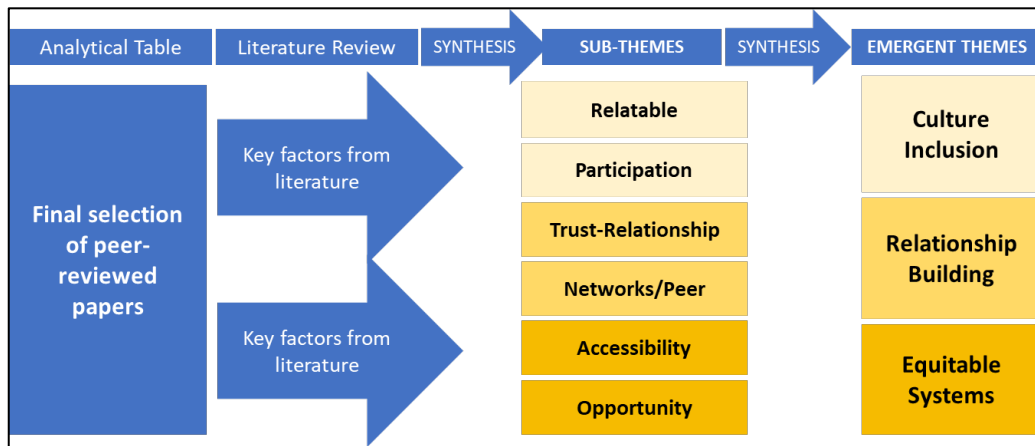 Analytical Table
Literature Review
SYNTHESIS
SUB-THEMES
SYNTHESIS
EMERGENT THEMES
Final selection
of peer-
reviewed
papers
Key factors from
literature
Key factors from
literature
Relatable
Participation
Trust-Relationship
Networks/Peer
Accessibility
Opportunity
Culture
Inclusion
Relationship
Building
Equitable
Systems